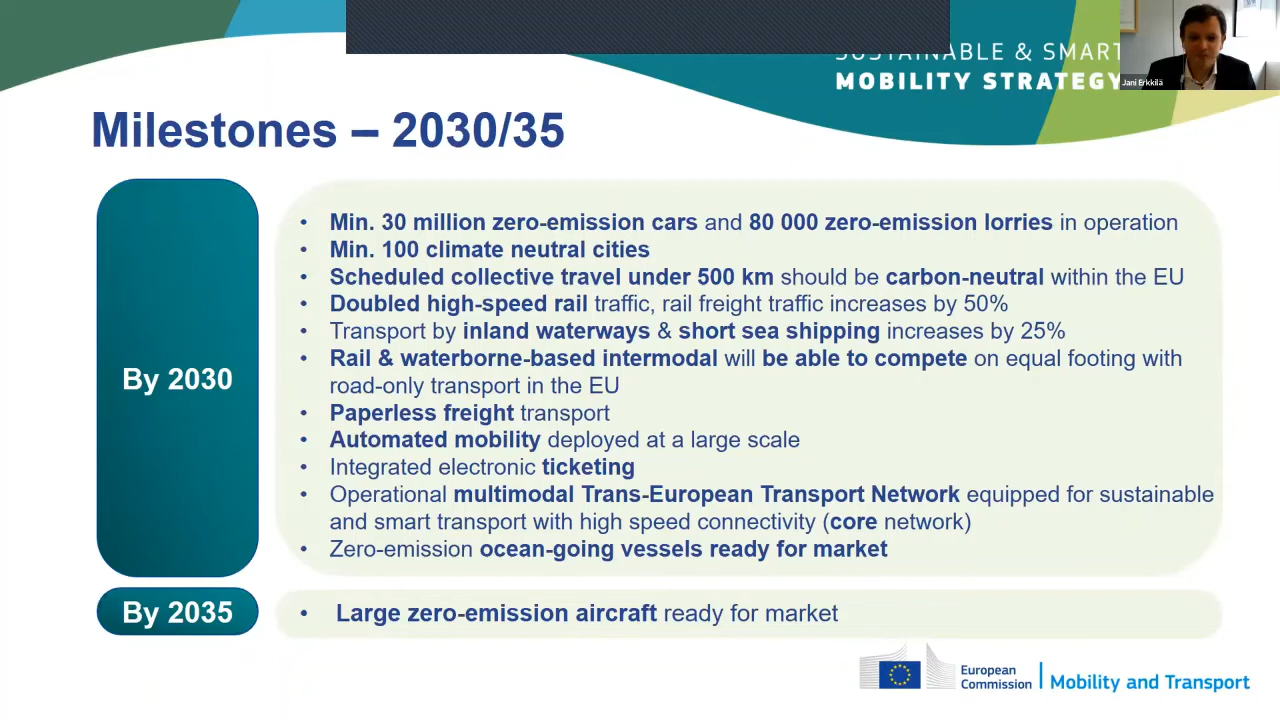 SUSTAINABLE & SMART
MOBILITY STRATEGY
Jani Erkkilä
Milestones – 2030/35
By 2030
• Min. 30 million zero-emission cars and 80 000 zero-emission lorries in operation
• Min. 100 climate neutral cities
• Scheduled collective travel under 500 km should be carbon-neutral within the EU
• Doubled high-speed rail traffic, rail freight traffic increases by 50%
• Transport by inland waterways & short sea shipping increases by 25%
• Rail & waterborne-based intermodal will be able to compete on equal footing with
road-only transport in the EU
• Paperless freight transport
• Automated mobility deployed at a large scale
• Integrated electronic ticketing
• Operational multimodal Trans-European Transport Network equipped for sustainable
and smart transport with high speed connectivity (core network)
• Zero-emission ocean-going vessels ready for market
By 2035
• Large zero-emission aircraft ready for market
European
Commission
Mobility and Transport